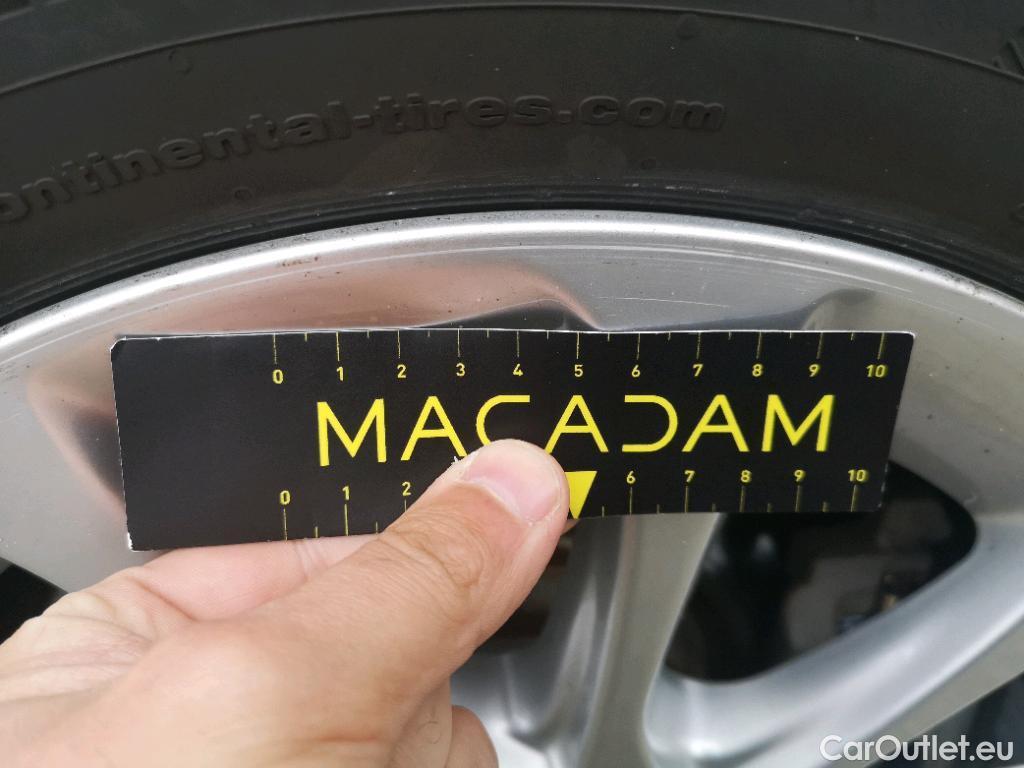 ontinental-tires.com
0 1 2 3 4 5 6 7 8 9 10
MACADAM
0 1 2 6 7 8 9 10
CarOutlet.eu